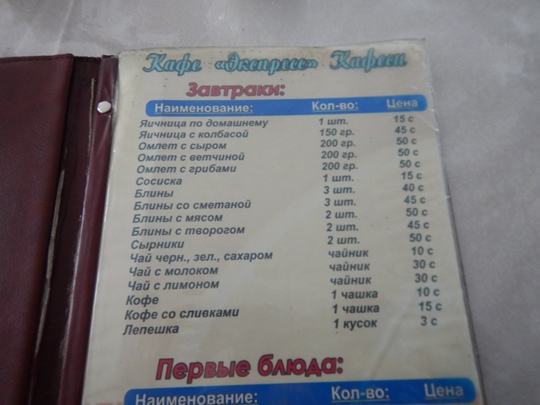 Кафе «Экспресс» Кафеси
Завтраки:
Наименование: Кол-во: Цена
Яичница по домашнему 1 шт. 15 с
Яичница с колбасой 150 гр. 45 с
Омлет с сыром 200 гр. 50 с
Омлет с ветчиной 200 гр. 50 с
Омлет с грибами 200 гр. 50 с
Сосиска 1 шт. 15 с
Блины 3 шт. 40 с
Блины со сметаной 3 шт. 45 с
Блины с мясом 2 шт. 50 с
Блины с творогом 2 шт. 45 с
Сырники 2 шт. 50 с
Чай черн., зел., сахаром чайник 10 с
Чай с молоком чайник 30 с
Чай с лимоном чайник 30 с
Кофе 1 чашка 10 с
Кофе со сливками 1 чашка 15 с
Лепешка 1 кусок 3 с
Первые блюда:
Наименование: Кол-во: Цена